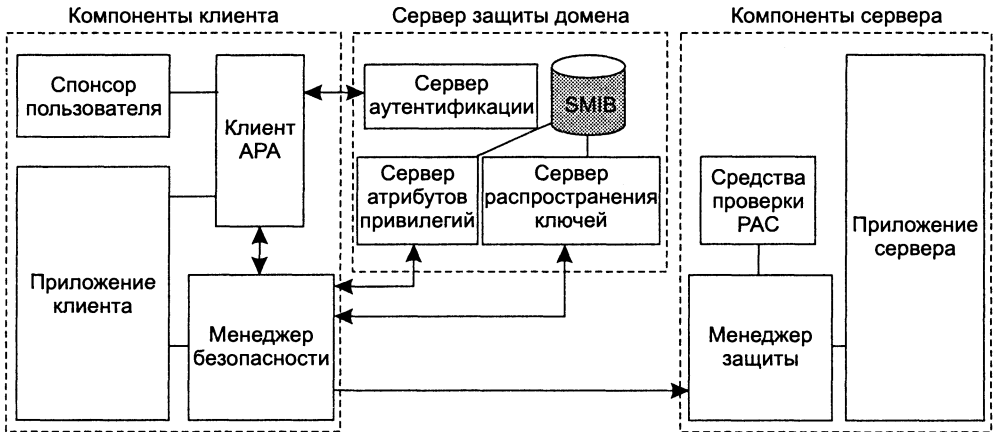 Компоненты клиента
Сервер защиты домена
Компоненты сервера
Спонсор
пользователя
Клиент
APA
Сервер
аутентификации
SMIB
Сервер
атрибутов
привилегий
Сервер
распространения
ключей
Средства
проверки
PAC
Приложение
сервера
Приложение
клиента
Менеджер
безопасности
Менеджер
защиты